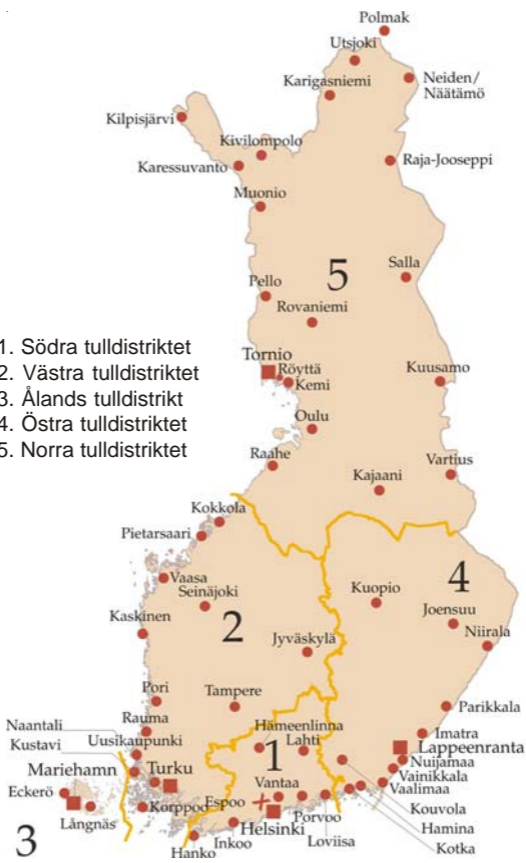 Polmak
Utsjoki
Karigasniemi
Neiden/
Näätämö
Kilpisjärvi
Kivilompolo
Karessuvanto
Raja-Jooseppi
Muonio
5
Salla
Pello
Rovaniemi
1. Södra tulldistriktet
2. Västra tulldistriktet
3. Ålands tulldistrikt
4. Östra tulldistriktet
5. Norra tulldistriktet
Tornio
Röyttä
Kemi
Kuusamo
Oulu
Raahe
Kajaani
Vartius
Kokkola
Pietarsaari
Vaasa
Seinäjoki
Kuopio
4
Joensuu
Kaskinen
2
Niirala
Jyväskylä
Pori
Tampere
Parikkala
Rauma
Naantali
Hämeenlinna
Imatra
Kustavi
Uusikaupunki
1
Lahti
Lappeenranta
Mariehamn
Turku
Vantaa
Nuijamaa
Vainikkala
Eckerö
Korppoo
Espoo
Vaalimaa
Långnäs
Helsinki
Porvoo
Kouvola
3
Inkoo
Loviisa
Hamina
Hanko
Kotka